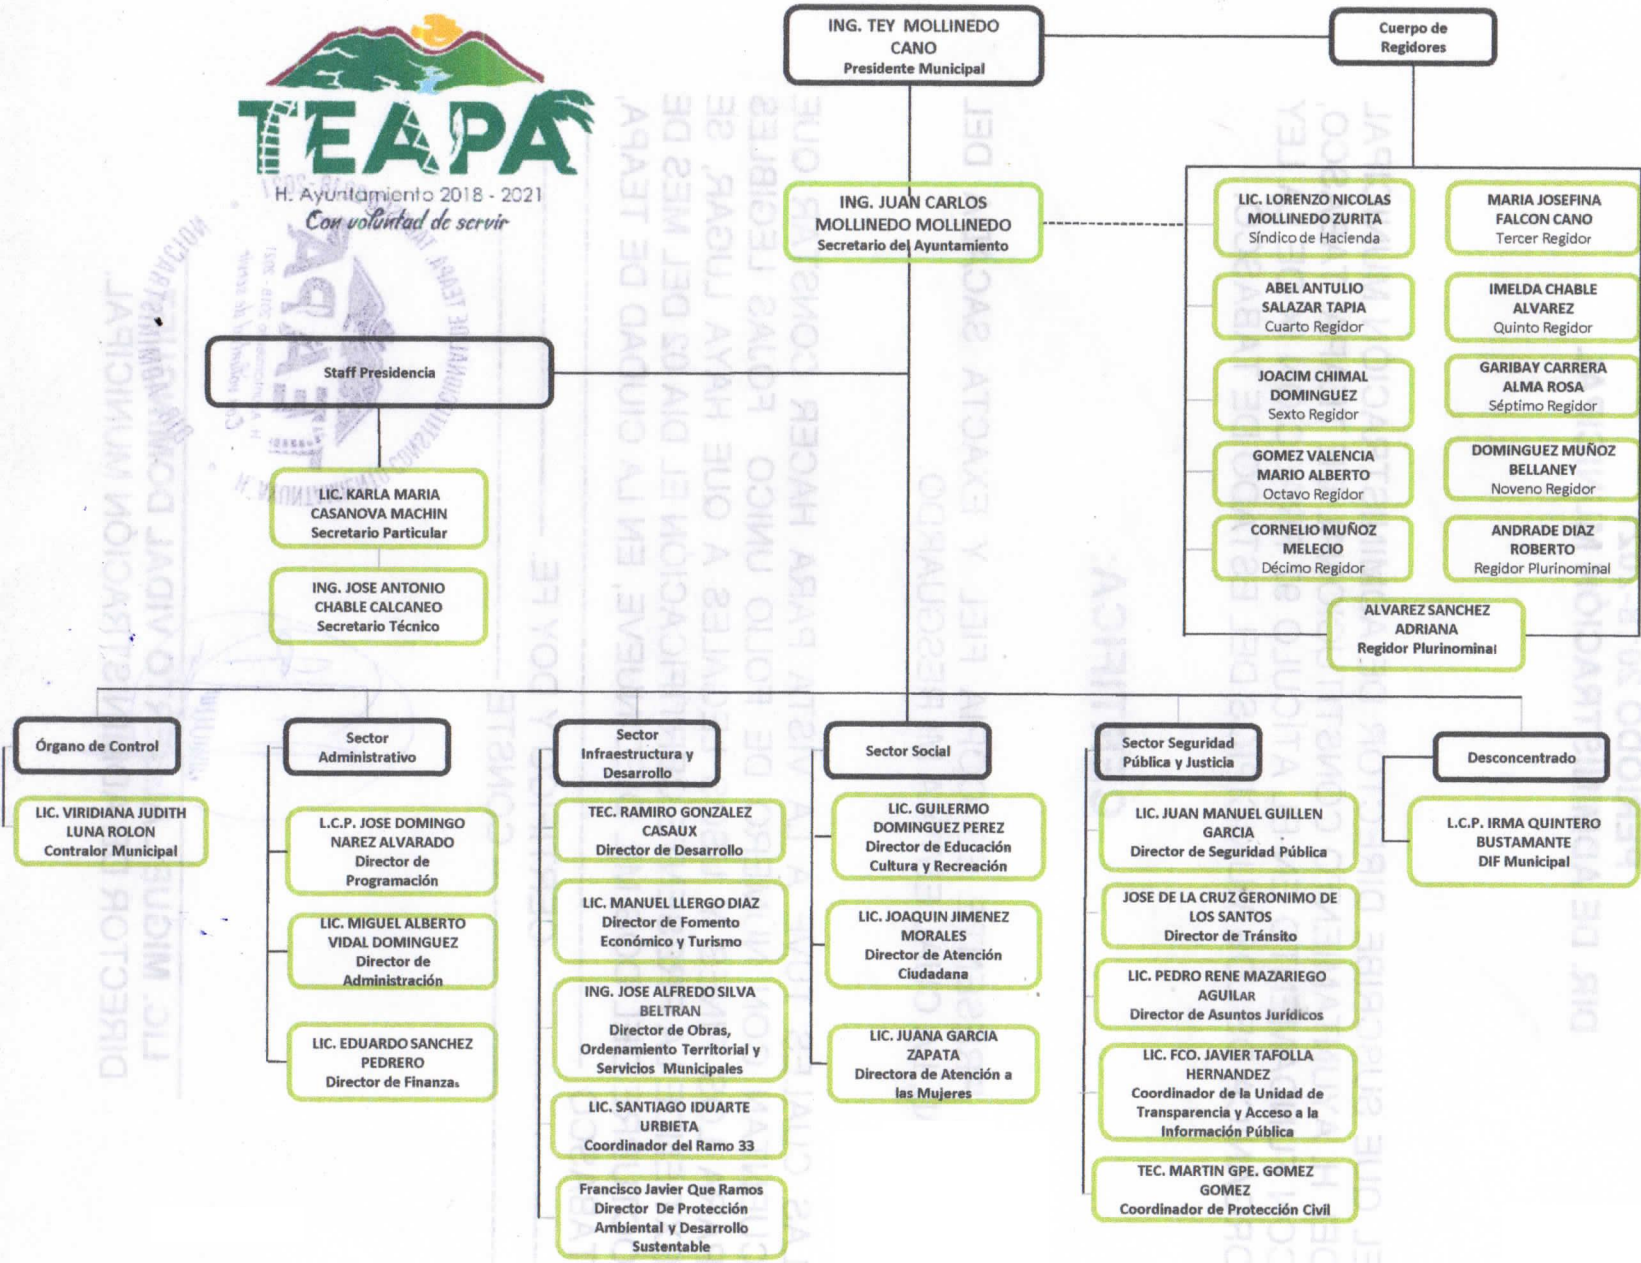 TEAPA
H. Ayuntamiento 2018 - 2021
Con voluntad de servir
ING. TEY MOLLINEDO
CANO
Presidente Municipal
Cuerpo de
Regidores
ING. JUAN CARLOS
MOLLINEDO MOLLINEDO
Secretario del Ayuntamiento
LIC. LORENZO NICOLAS
MOLLINEDO ZURITA
Síndico de Hacienda
MARIA JOSEFINA
FALCON CANO
Tercer Regidor
ABEL ANTULIO
SALAZAR TAPIA
Cuarto Regidor
IMELDA CHABLE
ALVAREZ
Quinto Regidor
JOACIM CHIMAL
DOMINGUEZ
Sexto Regidor
GARIBAY CARRERA
ALMA ROSA
Séptimo Regidor
GOMEZ VALENCIA
MARIO ALBERTO
Octavo Regidor
DOMINGUEZ MUÑOZ
BELLANEY
Noveno Regidor
CORNELIO MUÑOZ
MELECIO
Décimo Regidor
ANDRADE DIAZ
ROBERTO
Regidor Plurinominal
ALVAREZ SANCHEZ
ADRIANA
Regidor Plurinominal
Staff Presidencia
LIC. KARLA MARIA
CASANOVA MACHIN
Secretario Particular
ING. JOSE ANTONIO
CHABLE CALCANEO
Secretario Técnico
Órgano de Control
LIC. VIRIDIANA JUDITH
LUNA ROLON
Contralor Municipal
Sector
Administrativo
L.C.P. JOSE DOMINGO
NAREZ ALVARADO
Director de
Programación
LIC. MIGUEL ALBERTO
VIDAL DOMINGUEZ
Director de
Administración
LIC. EDUARDO SANCHEZ
PEDRERO
Director de Finanzas
Sector
Infraestructura y
Desarrollo
TEC. RAMIRO GONZALEZ
CASAUX
Director de Desarrollo
LIC. MANUEL LLERGO DIAZ
Director de Fomento
Económico y Turismo
ING. JOSE ALFREDO SILVA
BELTRAN
Director de Obras,
Ordenamiento Territorial y
Servicios Municipales
LIC. SANTIAGO IDUARTE
URBIETA
Coordinador del Ramo 33
Francisco Javier Que Ramos
Director De Protección
Ambiental y Desarrollo
Sustentable
Sector Social
LIC. GUILERMO
DOMINGUEZ PEREZ
Director de Educación
Cultura y Recreación
LIC. JOAQUIN JIMENEZ
MORALES
Director de Atención
Ciudadana
LIC. JUANA GARCIA
ZAPATA
Directora de Atención a
las Mujeres
Sector Seguridad
Pública y Justicia
LIC. JUAN MANUEL GUILLEN
GARCIA
Director de Seguridad Pública
JOSE DE LA CRUZ GERONIMO DE
LOS SANTOS
Director de Tránsito
LIC. PEDRO RENE MAZARIEGO
AGUILAR
Director de Asuntos Jurídicos
LIC. FCO. JAVIER TAFOLLA
HERNANDEZ
Coordinador de la Unidad de
Transparencia y Acceso a la
Información Pública
TEC. MARTIN GPE. GOMEZ
GOMEZ
Coordinador de Protección Civil
Desconcentrado
L.C.P. IRMA QUINTERO
BUSTAMANTE
DIF Municipal